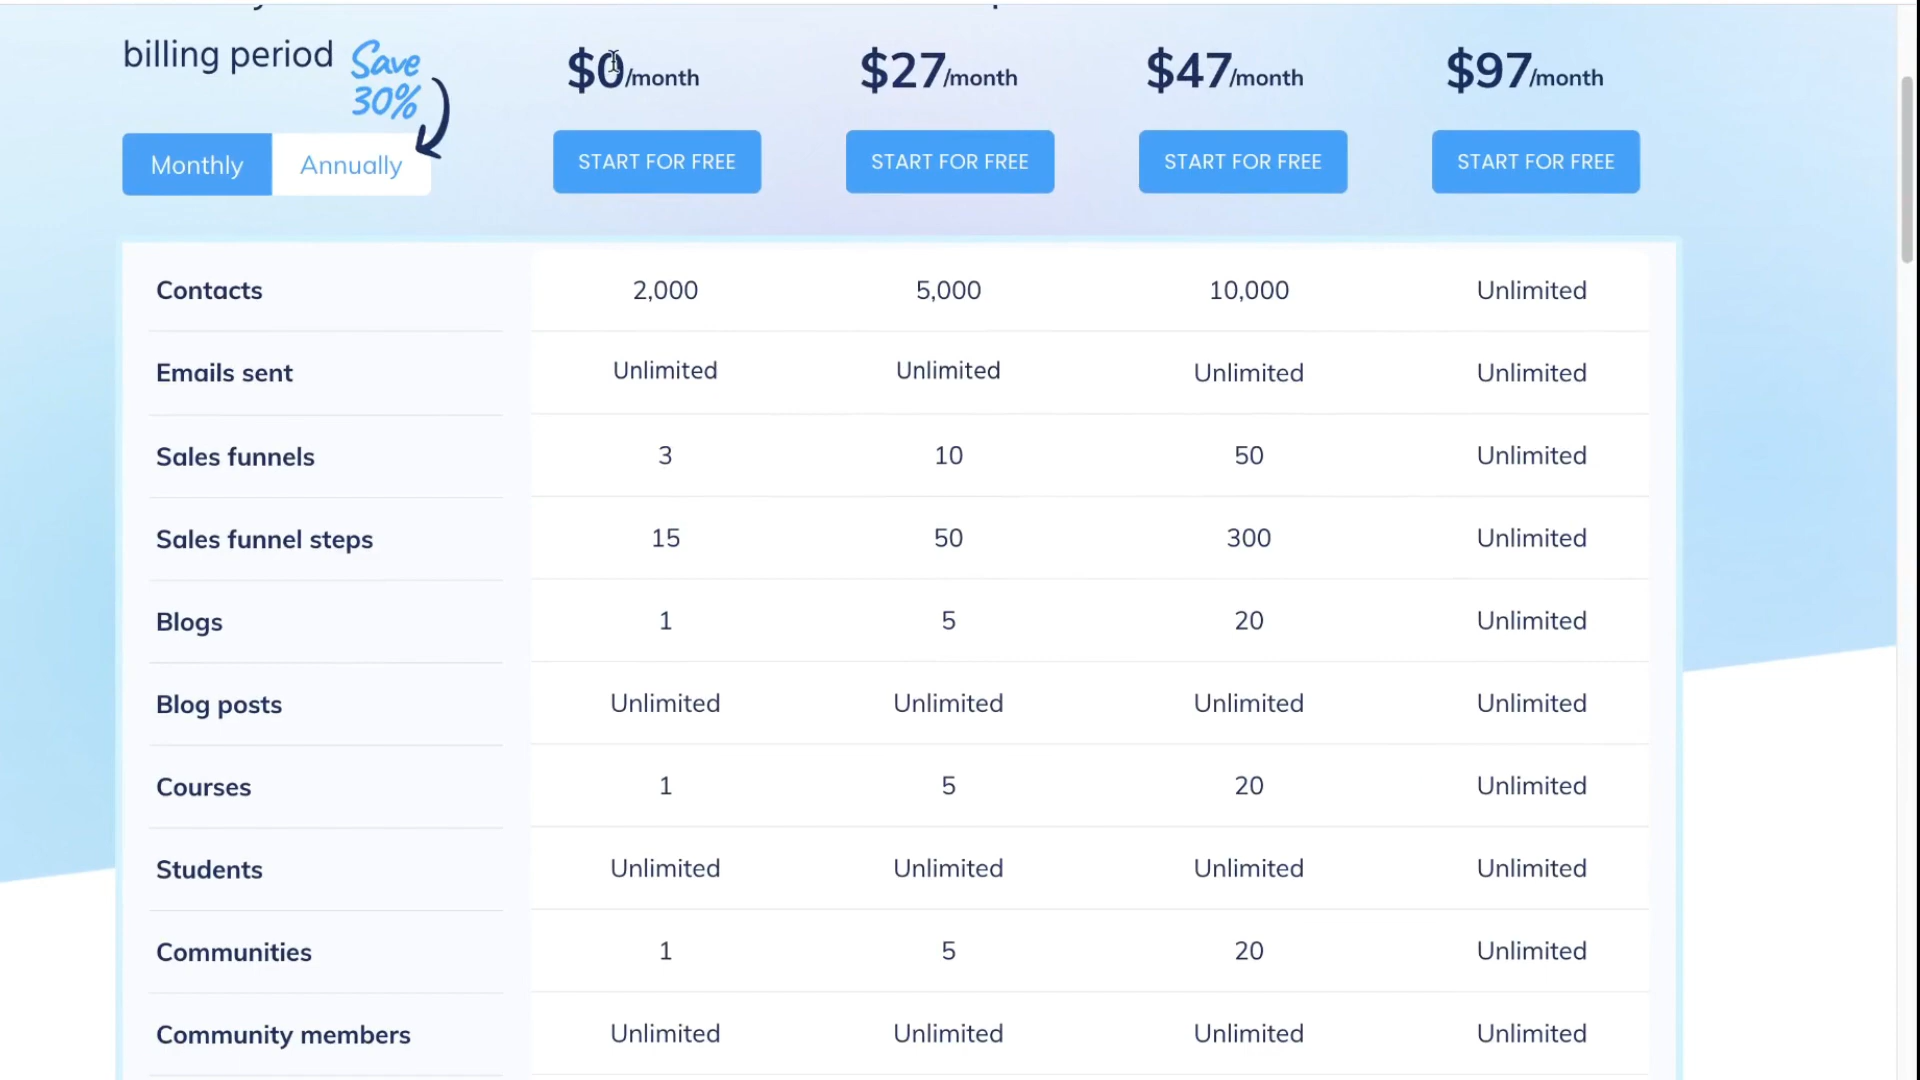 billing period
Save
30%
$0/month
$27/month
$47/month
$97/month
Monthly
Annually
START FOR FREE
START FOR FREE
START FOR FREE
START FOR FREE
Contacts 2,000 5,000 10,000 Unlimited
Emails sent Unlimited Unlimited Unlimited Unlimited
Sales funnels 3 10 50 Unlimited
Sales funnel steps 15 50 300 Unlimited
Blogs 1 5 20 Unlimited
Blog posts Unlimited Unlimited Unlimited Unlimited
Courses 1 5 20 Unlimited
Students Unlimited Unlimited Unlimited Unlimited
Communities 1 5 20 Unlimited
Community members Unlimited Unlimited Unlimited Unlimited